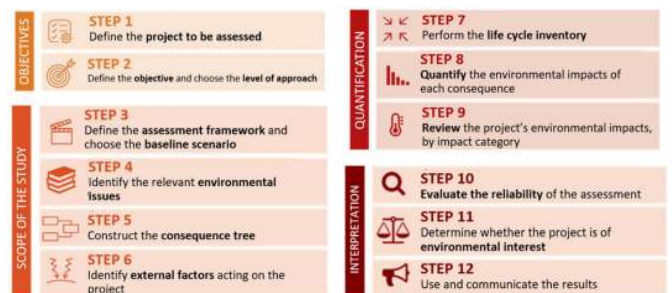 OBJECTIVES
STEP 1
Define the project to be assessed
STEP 2
Define the objective and choose the level of approach
SCOPE OF THE STUDY
STEP 3
Define the assessment framework and
choose the baseline scenario
STEP 4
Identify the relevant environmental
issues
STEP 5
Construct the consequence tree
STEP 6
Identify external factors acting on the
project
QUANTIFICATION
STEP 7
Perform the life cycle inventory
STEP 8
Quantify the environmental impacts of
each consequence
STEP 9
Review the project's environmental impacts,
by impact category
INTERPRETATION
STEP 10
Evaluate the reliability of the assessment
STEP 11
Determine whether the project is of
environmental interest
STEP 12
Use and communicate the results